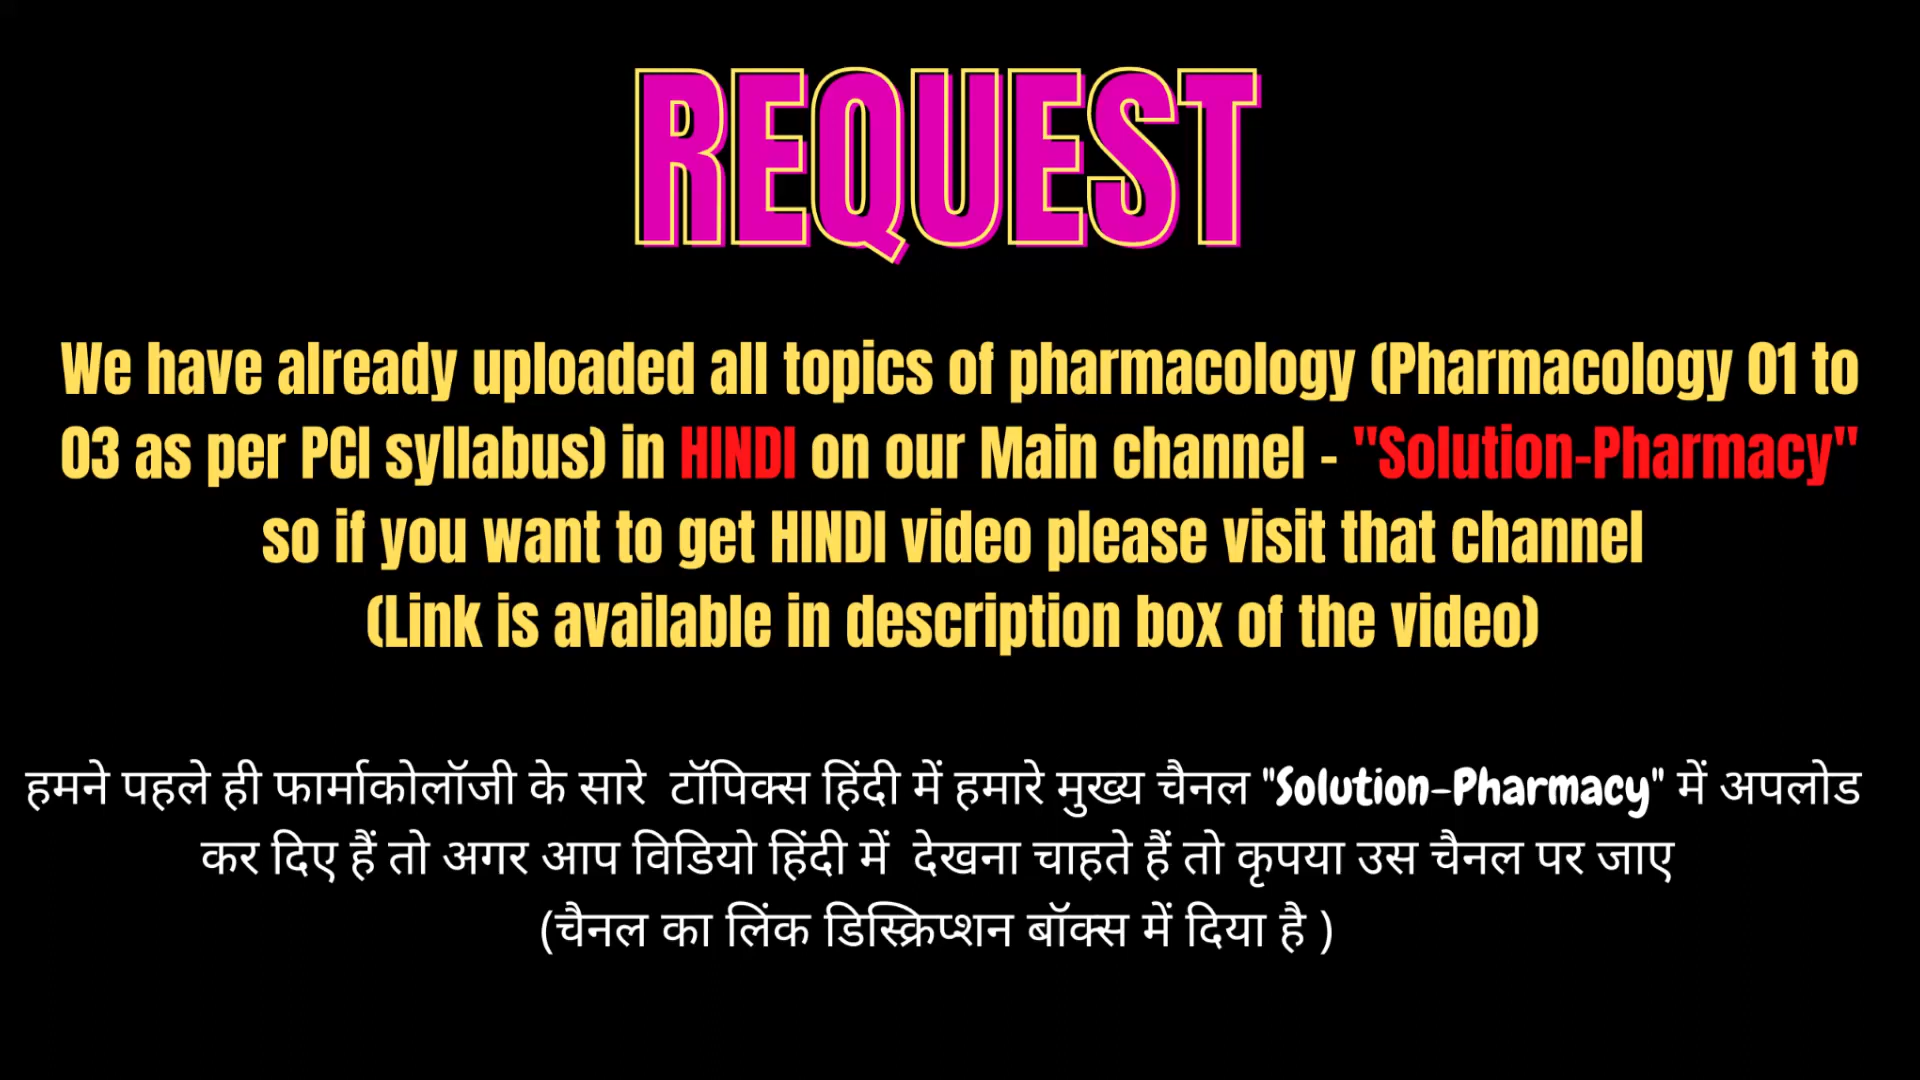 REQUEST
We have already uploaded all topics of pharmacology (Pharmacology 01 to
03 as per PCI syllabus) in HINDI on our Main channel - "Solution-Pharmacy"
so if you want to get HINDI video please visit that channel
(Link is available in description box of the video)
हमने पहले ही फार्माकोलॉजी के सारे टॉपिक्स हिंदी में हमारे मुख्य चैनल "Solution-Pharmacy" में अपलोड
कर दिए हैं तो अगर आप विडियो हिंदी में देखना चाहते हैं तो कृपया उस चैनल पर जाए
(चैनल का लिंक डिस्क्रिप्शन बॉक्स में दिया है )